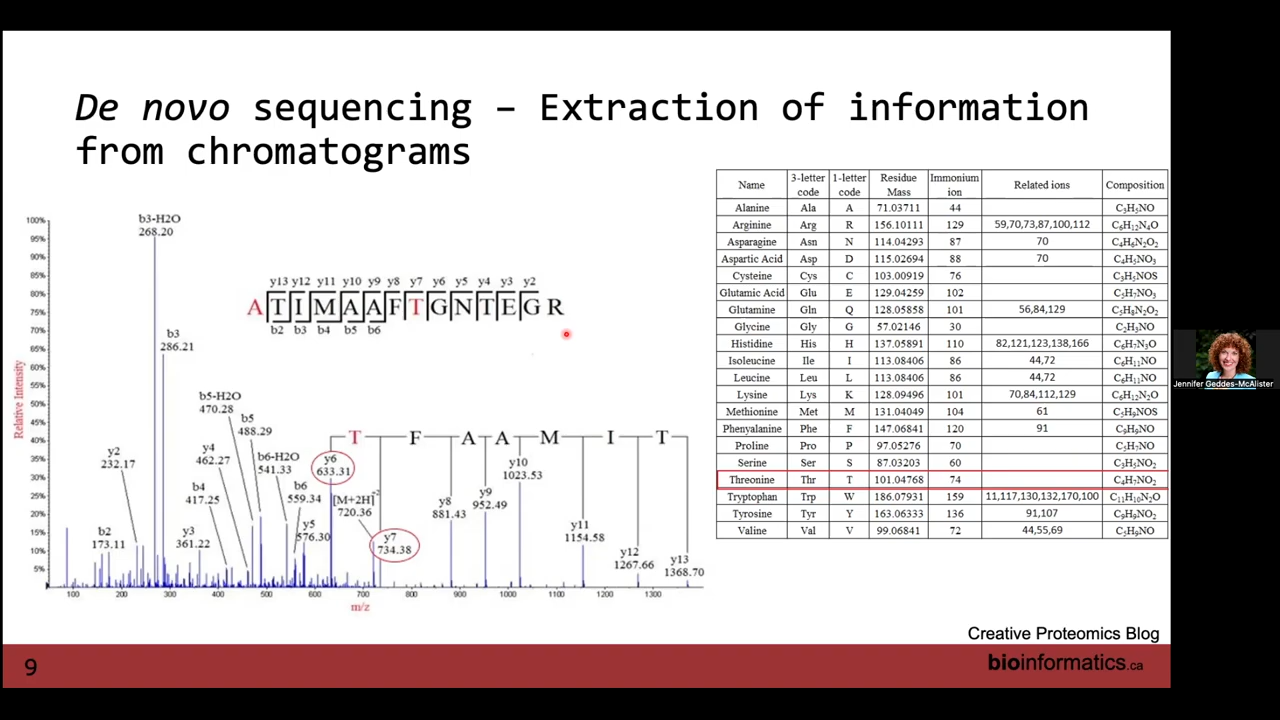 De novo sequencing – Extraction of information
from chromatograms
100%
95%
90%
85%
80%
75%
70%
65%
60%
55%
50%
45%
40%
35%
30%
25%
20%
15%
10%
5%
Relative Intensity
100 200 300 400 500 600 700 800 900 1000 1100 1200 1300
m/z
b3-H2O
268.20
b3
286.21
b5-H2O
470.28
b5
488.29
y4
462.27
b6-H2O
541.33
y2
232.17
b4
417.25
b6
559.34
y3
361.22
b2
173.11
y5
576.30
y6
633.31
[M+2H]+2
720.36
y7
734.38
y8
881.43
y9
952.49
y10
1023.53
y11
1154.58
y12
1267.66
y13
1368.70
y13 y12 y11 y10 y9 y8 y7 y6 y5 y4 y3 y2
A T I M A A F T G N T E G R
b2 b3 b4 b5 b6
T F A A M I T
Name 3-letter code 1-letter code Residue Mass Immonium ion Related ions Composition
Alanine Ala A 71.03711 44 C3H5NO
Arginine Arg R 156.10111 129 59,70,73,87,100,112 C6H12N4O
Asparagine Asn N 114.04293 87 70 C4H6N2O2
Aspartic Acid Asp D 115.02694 88 70 C4H5NO3
Cysteine Cys C 103.00919 76 C3H5NOS
Glutamic Acid Glu E 129.04259 102 C5H7NO3
Glutamine Gln Q 128.05858 101 56,84,129 C5H8N2O2
Glycine Gly G 57.02146 30 C2H3NO
Histidine His H 137.05891 110 82,121,123,138,166 C6H7N3O
Isoleucine Ile I 113.08406 86 44,72 C6H11NO
Leucine Leu L 113.08406 86 44,72 C6H11NO
Lysine Lys K 128.09496 101 70,84,112,129 C6H12N2O
Methionine Met M 131.04049 104 61 C5H9NOS
Phenyalanine Phe F 147.06841 120 91 C9H9NO
Proline Pro P 97.05276 70 C5H7NO
Serine Ser S 87.03203 60 C3H5NO2
Threonine Thr T 101.04768 74 C4H7NO2
Tryptophan Trp W 186.07931 159 11,117,130,132,170,100 C11H10N2O
Tyrosine Tyr Y 163.06333 136 91,107 C9H9NO2
Valine Val V 99.06841 72 44,55,69 C5H9NO
Jennifer Geddes-McAlister
Creative Proteomics Blog
9
bioinformatics.ca